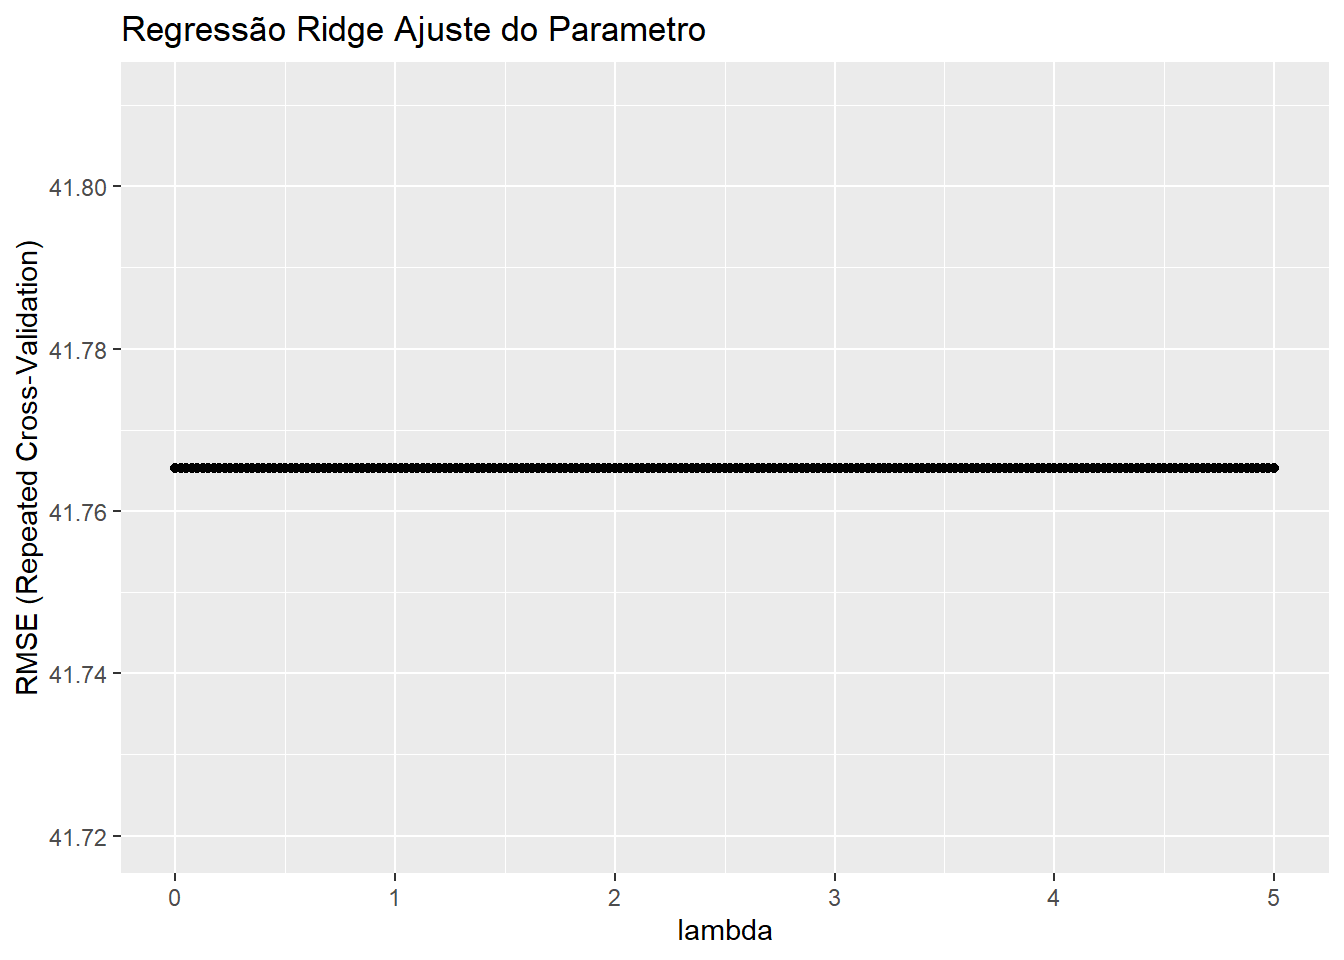 Regressão Ridge Ajuste do Parametro
RMSE (Repeated Cross-Validation)
41.80
41.78
41.76
41.74
41.72
0 1 2 3 4 5
lambda